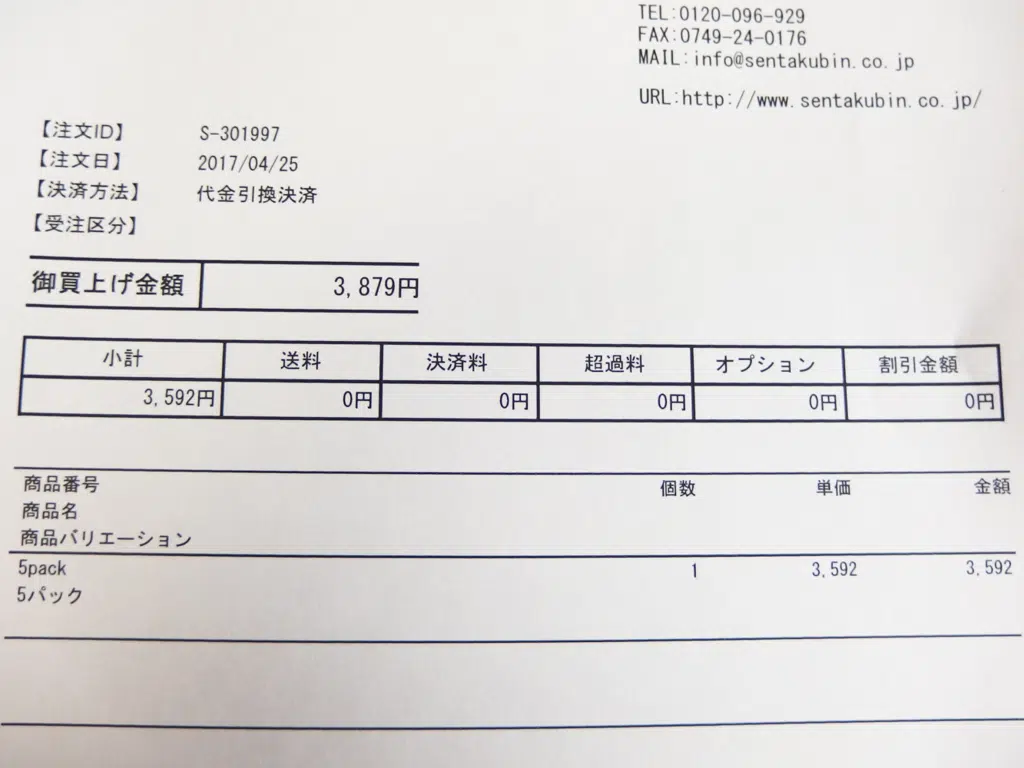 TEL:0120-096-929
FAX:0749-24-0176
MAIL:info@sentakubin.co.jp
URL:http://www.sentakubin.co.jp/
【注文ID】 S-301997
【注文日】 2017/04/25
【決済方法】 代金引換決済
【受注区分】
御買上げ金額 3,879円
小計 送料 決済料 超過料 オプション 割引金額
3,592円 0円 0円 0円 0円 0円
商品番号 個数 単価 金額
商品名
商品バリエーション
5pack 1 3,592 3,592
5パック